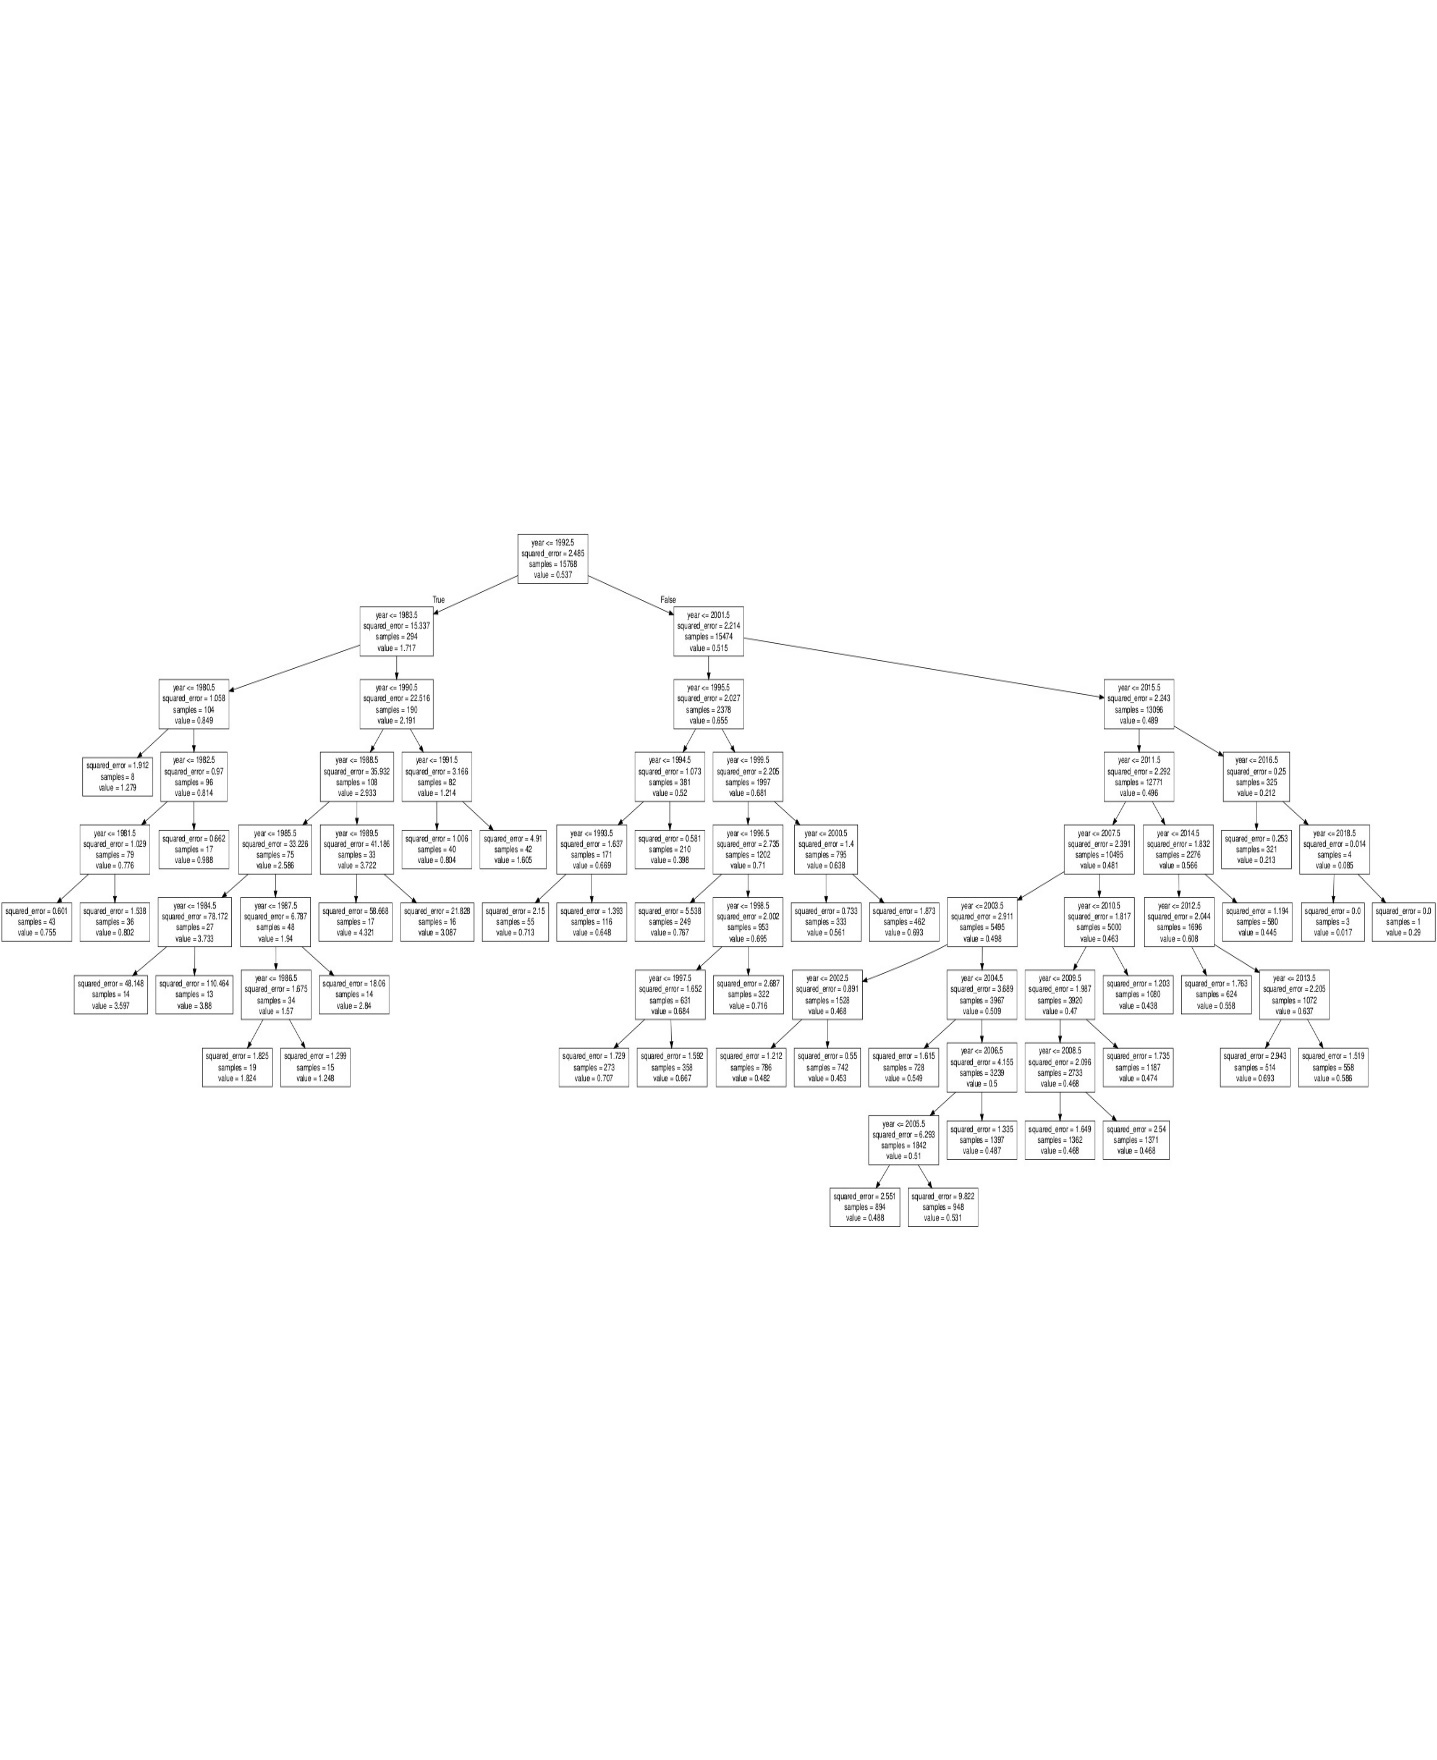 year <= 1992.5
squared_error = 2.485
samples = 15768
value = 0.537
True
False
year <= 1983.5
squared_error = 15.337
samples = 294
value = 1.717
year <= 2001.5
squared_error = 2.214
samples = 15474
value = 0.515
year <= 1980.5
squared_error = 1.058
samples = 104
value = 0.849
year <= 1990.5
squared_error = 22.516
samples = 190
value = 2.191
year <= 1995.5
squared_error = 2.027
samples = 2378
value = 0.655
year <= 2015.5
squared_error = 2.243
samples = 13096
value = 0.489
squared_error = 1.912
samples = 8
value = 1.279
year <= 1982.5
squared_error = 0.97
samples = 96
value = 0.814
year <= 1988.5
squared_error = 35.932
samples = 108
value = 2.933
year <= 1991.5
squared_error = 3.166
samples = 82
value = 1.214
year <= 1994.5
squared_error = 1.073
samples = 381
value = 0.52
year <= 1999.5
squared_error = 2.205
samples = 1997
value = 0.681
year <= 2011.5
squared_error = 2.292
samples = 12771
value = 0.496
year <= 2016.5
squared_error = 0.25
samples = 325
value = 0.212
year <= 1981.5
squared_error = 1.029
samples = 79
value = 0.776
squared_error = 0.662
samples = 17
value = 0.988
year <= 1985.5
squared_error = 33.226
samples = 75
value = 2.586
year <= 1989.5
squared_error = 41.186
samples = 33
value = 3.722
squared_error = 1.006
samples = 40
value = 0.804
squared_error = 4.91
samples = 42
value = 1.605
year <= 1993.5
squared_error = 1.637
samples = 171
value = 0.669
squared_error = 0.581
samples = 210
value = 0.398
year <= 1996.5
squared_error = 2.735
samples = 1202
value = 0.71
year <= 2000.5
squared_error = 1.4
samples = 795
value = 0.638
year <= 2007.5
squared_error = 2.391
samples = 10495
value = 0.481
year <= 2014.5
squared_error = 1.832
samples = 2276
value = 0.566
squared_error = 0.253
samples = 321
value = 0.213
year <= 2018.5
squared_error = 0.014
samples = 4
value = 0.085
squared_error = 0.601
samples = 43
value = 0.755
squared_error = 1.538
samples = 36
value = 0.802
year <= 1984.5
squared_error = 78.172
samples = 27
value = 3.733
year <= 1987.5
squared_error = 6.787
samples = 48
value = 1.94
squared_error = 58.668
samples = 17
value = 4.321
squared_error = 21.828
samples = 16
value = 3.087
squared_error = 2.15
samples = 55
value = 0.713
squared_error = 1.393
samples = 116
value = 0.648
squared_error = 5.538
samples = 249
value = 0.767
year <= 1998.5
squared_error = 2.002
samples = 953
value = 0.695
squared_error = 0.733
samples = 333
value = 0.561
squared_error = 1.873
samples = 462
value = 0.693
year <= 2003.5
squared_error = 2.911
samples = 5495
value = 0.498
year <= 2010.5
squared_error = 1.817
samples = 5000
value = 0.463
year <= 2012.5
squared_error = 2.044
samples = 1696
value = 0.608
squared_error = 1.194
samples = 580
value = 0.445
squared_error = 0.0
samples = 3
value = 0.017
squared_error = 0.0
samples = 1
value = 0.29
squared_error = 48.148
samples = 14
value = 3.597
squared_error = 110.464
samples = 13
value = 3.88
year <= 1986.5
squared_error = 1.675
samples = 34
value = 1.57
squared_error = 18.06
samples = 14
value = 2.84
year <= 1997.5
squared_error = 1.652
samples = 631
value = 0.684
squared_error = 2.687
samples = 322
value = 0.716
year <= 2002.5
squared_error = 0.891
samples = 1528
value = 0.468
year <= 2004.5
squared_error = 3.689
samples = 3967
value = 0.509
year <= 2009.5
squared_error = 1.987
samples = 3920
value = 0.47
squared_error = 1.203
samples = 1080
value = 0.438
squared_error = 1.763
samples = 624
value = 0.558
year <= 2013.5
squared_error = 2.205
samples = 1072
value = 0.637
squared_error = 1.825
samples = 19
value = 1.824
squared_error = 1.299
samples = 15
value = 1.248
squared_error = 1.729
samples = 273
value = 0.707
squared_error = 1.592
samples = 358
value = 0.667
squared_error = 1.212
samples = 786
value = 0.482
squared_error = 0.55
samples = 742
value = 0.453
squared_error = 1.615
samples = 728
value = 0.549
year <= 2006.5
squared_error = 4.155
samples = 3239
value = 0.5
year <= 2008.5
squared_error = 2.096
samples = 2733
value = 0.468
squared_error = 1.735
samples = 1187
value = 0.474
squared_error = 2.943
samples = 514
value = 0.693
squared_error = 1.519
samples = 558
value = 0.586
year <= 2005.5
squared_error = 6.293
samples = 1842
value = 0.51
squared_error = 1.335
samples = 1397
value = 0.487
squared_error = 1.649
samples = 1362
value = 0.468
squared_error = 2.54
samples = 1371
value = 0.468
squared_error = 2.551
samples = 894
value = 0.488
squared_error = 9.822
samples = 948
value = 0.531